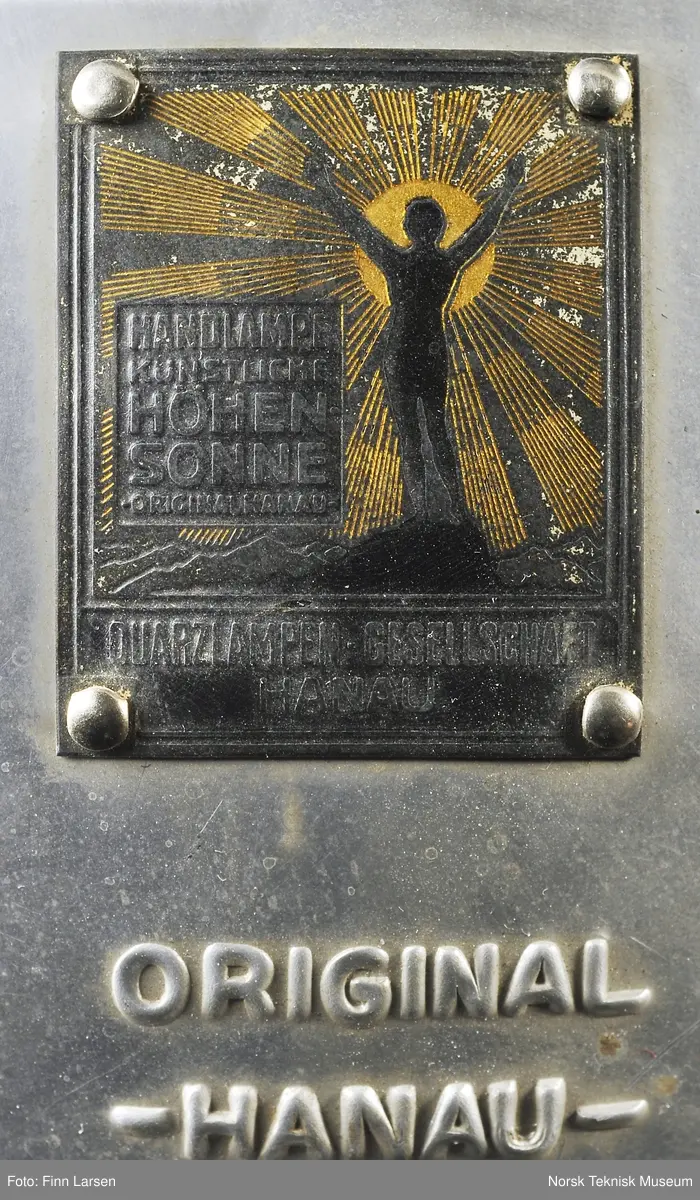 HANDLAMPE
KÜNSTLICHE
HÖHEN
SONNE
·ORIGINAL HANAU·
QUARZLAMPEN-GESELLSCHAFT
HANAU
ORIGINAL
-HANAU-
Foto: Finn Larsen
Norsk Teknisk Museum